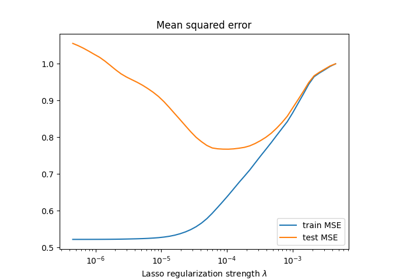 Mean squared error
1.0
0.9
0.8
0.7
0.6
0.5
10⁻⁶ 10⁻⁵ 10⁻⁴ 10⁻³
Lasso regularization strength λ
train MSE
test MSE